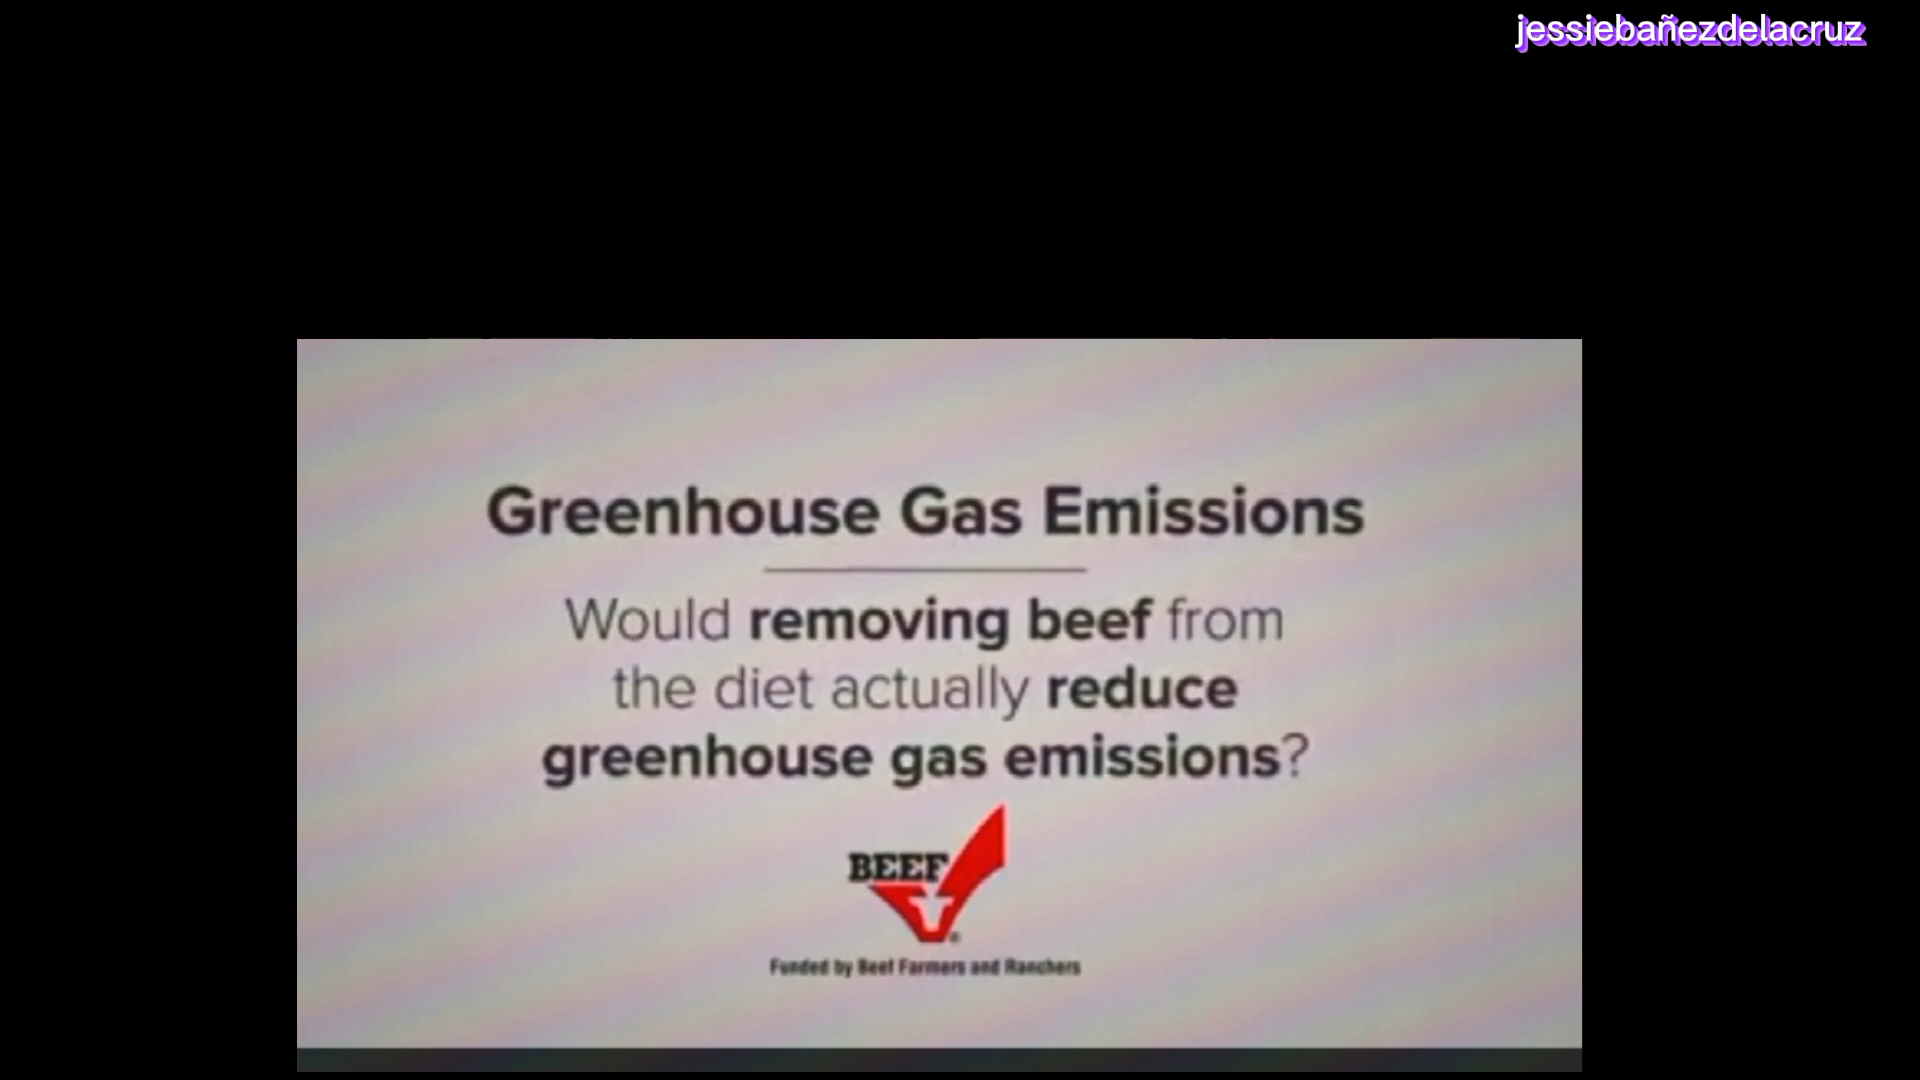 jessiebañezdelacruz
Greenhouse Gas Emissions
Would removing beef from
the diet actually reduce
greenhouse gas emissions?
BEEF
®
Funded by Beef Farmers and Ranchers